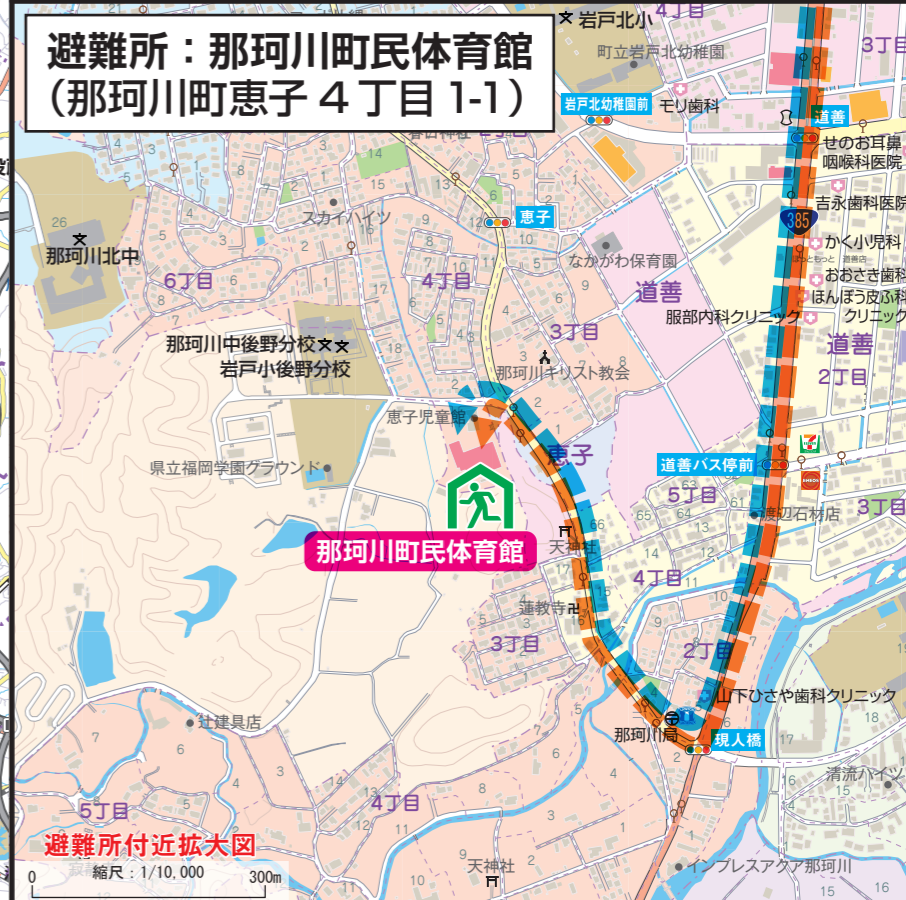 避難所：那珂川町民体育館
（那珂川町恵子４丁目1-1）
岩戸北小
4丁目
町立岩戸北幼稚園
3丁目
岩戸北幼稚園前
モリ歯科
道善
せのお耳鼻
咽喉科医院
吉永歯科医院
385
かく小児科
おおさき歯科
ほんぼう皮ふ科
クリニック
服部内科クリニック
道善
2丁目
スカイハイツ
恵子
なかがわ保育園
道善
那珂川北中
6丁目
4丁目
3丁目
那珂川中後野分校
岩戸小後野分校
那珂川キリスト教会
恵子児童館
恵子
県立福岡学園グラウンド
道善バス停前
5丁目
渡辺石材店
3丁目
那珂川町民体育館
天神社
4丁目
蓮教寺
3丁目
2丁目
山下ひさや歯科クリニック
那珂川局
現人橋
辻建具店
清流ハイツ
5丁目
4丁目
避難所付近拡大図
縮尺：1/10,000
0
300m
天神社
インプレスアクア那珂川